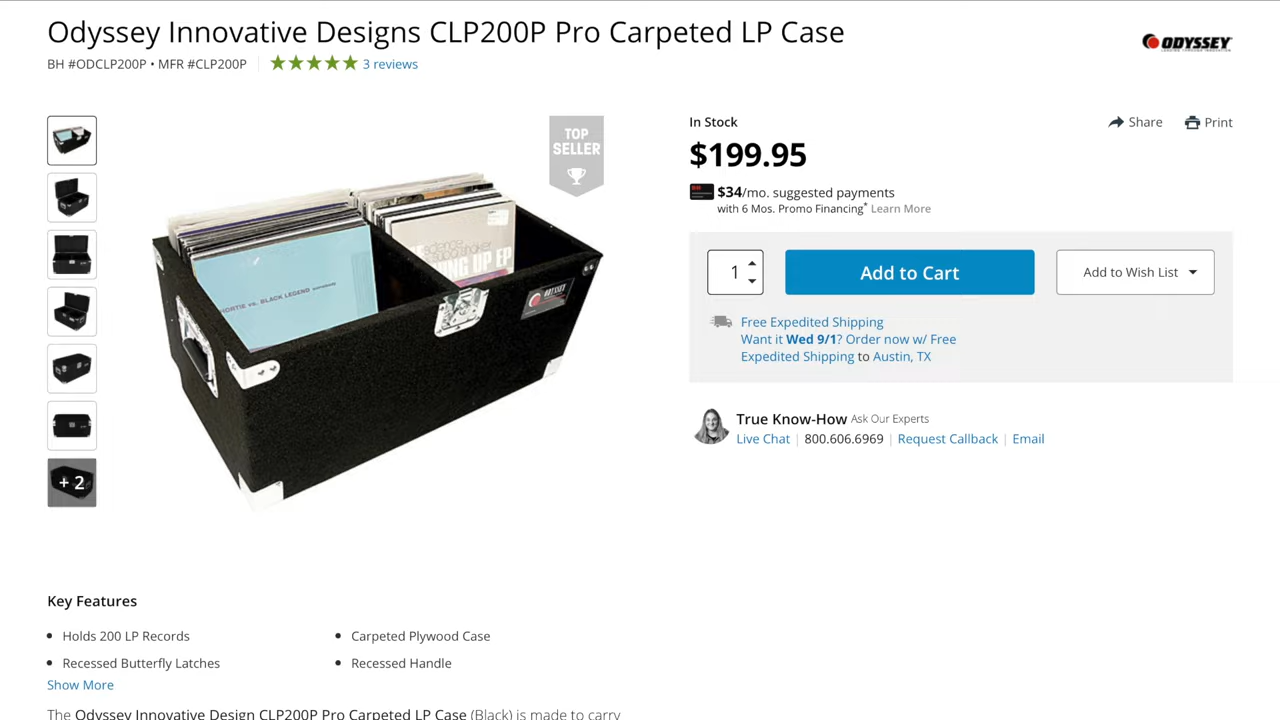 Odyssey Innovative Designs CLP200P Pro Carpeted LP Case
BH #ODCLP200P • MFR #CLP200P
3 reviews
ODYSSEY
TOP
SELLER
ODYSSEY
+ 2
In Stock
Share
Print
$199.95
$34/mo. suggested payments
with 6 Mos. Promo Financing* Learn More
1
Add to Cart
Add to Wish List
Free Expedited Shipping
Want it Wed 9/1? Order now w/ Free
Expedited Shipping to Austin, TX
True Know-How Ask Our Experts
Live Chat | 800.606.6969 | Request Callback | Email
Key Features
• Holds 200 LP Records
• Carpeted Plywood Case
• Recessed Butterfly Latches
• Recessed Handle
Show More
The Odyssey Innovative Design CLP200P Pro Carpeted LP Case (Black) is made to carry